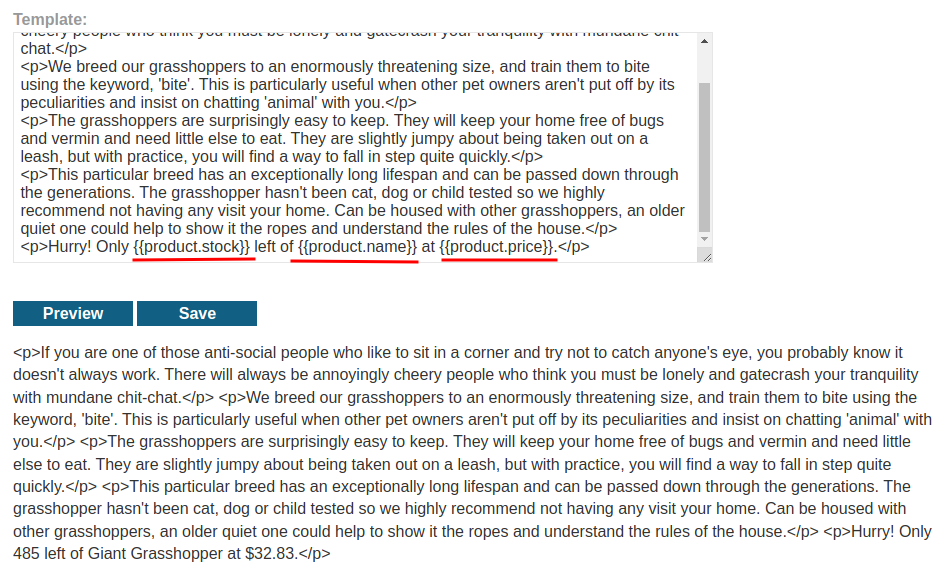 Template:
cheery people who think you must be lonely and gatecrash your tranquility with mundane chit-
chat.</p>
<p>We breed our grasshoppers to an enormously threatening size, and train them to bite
using the keyword, 'bite'. This is particularly useful when other pet owners aren't put off by its
peculiarities and insist on chatting 'animal' with you.</p>
<p>The grasshoppers are surprisingly easy to keep. They will keep your home free of bugs
and vermin and need little else to eat. They are slightly jumpy about being taken out on a
leash, but with practice, you will find a way to fall in step quite quickly.</p>
<p>This particular breed has an exceptionally long lifespan and can be passed down through
the generations. The grasshopper hasn't been cat, dog or child tested so we highly
recommend not having any visit your home. Can be housed with other grasshoppers, an older
quiet one could help to show it the ropes and understand the rules of the house.</p>
<p>Hurry! Only {{product.stock}} left of {{product.name}} at {{product.price}}.</p>
Preview Save
<p>If you are one of those anti-social people who like to sit in a corner and try not to catch anyone's eye, you probably know it
doesn't always work. There will always be annoyingly cheery people who think you must be lonely and gatecrash your tranquility
with mundane chit-chat.</p> <p>We breed our grasshoppers to an enormously threatening size, and train them to bite using the
keyword, 'bite'. This is particularly useful when other pet owners aren't put off by its peculiarities and insist on chatting 'animal' with
you.</p> <p>The grasshoppers are surprisingly easy to keep. They will keep your home free of bugs and vermin and need little
else to eat. They are slightly jumpy about being taken out on a leash, but with practice, you will find a way to fall in step quite
quickly.</p> <p>This particular breed has an exceptionally long lifespan and can be passed down through the generations. The
grasshopper hasn't been cat, dog or child tested so we highly recommend not having any visit your home. Can be housed with
other grasshoppers, an older quiet one could help to show it the ropes and understand the rules of the house.</p> <p>Hurry! Only
485 left of Giant Grasshopper at $32.83.</p>